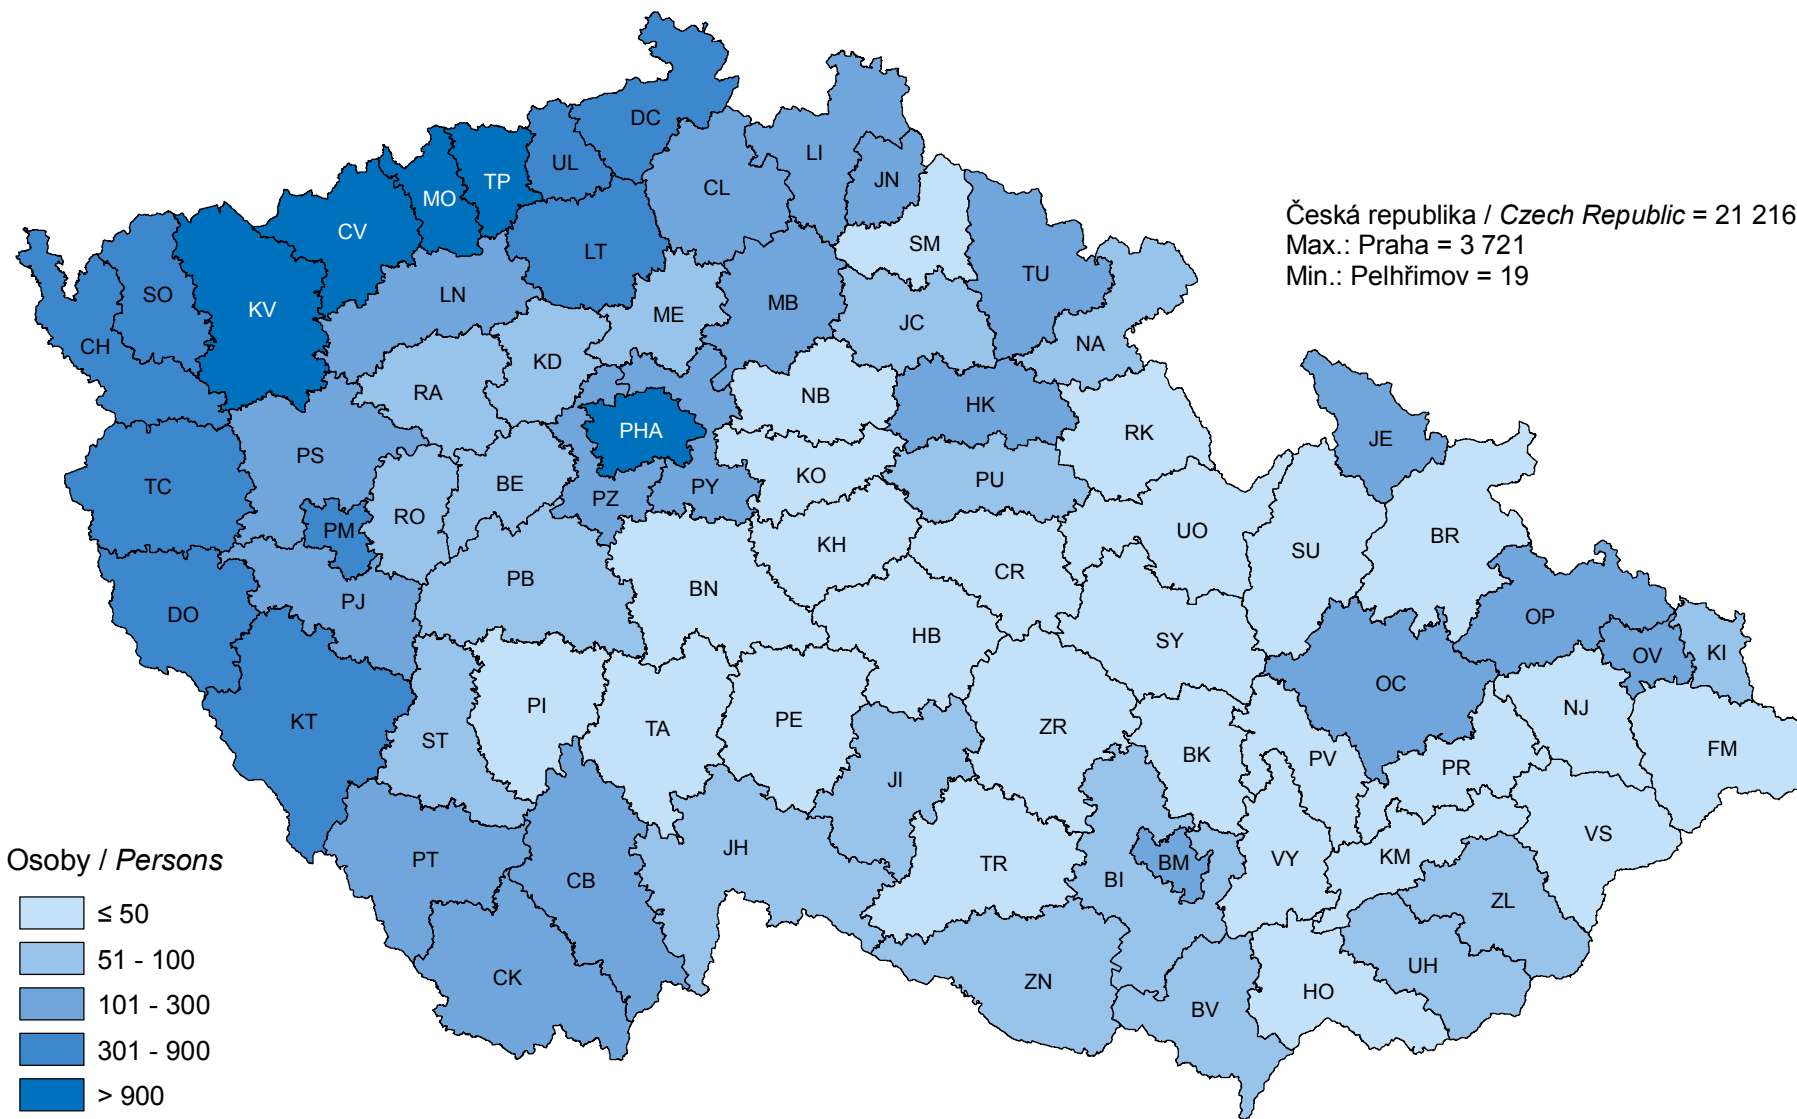 DC
UL
TP
MO
CV
CL
LI
JN
SM
LT
LN
KV
SO
CH
ME
MB
JC
TU
NA
Česká republika / Czech Republic = 21 216
Max.: Praha = 3 721
Min.: Pelhřimov = 19
KD
RA
NB
HK
RK
JE
PHA
PS
TC
BE
PZ
PY
KO
PU
RO
PM
KH
UO
SU
BR
CR
PB
BN
PJ
DO
HB
SY
OP
OV
KI
OC
KT
ST
PI
TA
PE
ZR
BK
PV
PR
NJ
FM
JI
VS
Osoby / Persons
≤ 50
51 - 100
101 - 300
301 - 900
> 900
PT
CB
JH
TR
BI
BM
VY
KM
ZL
CK
ZN
BV
HO
UH